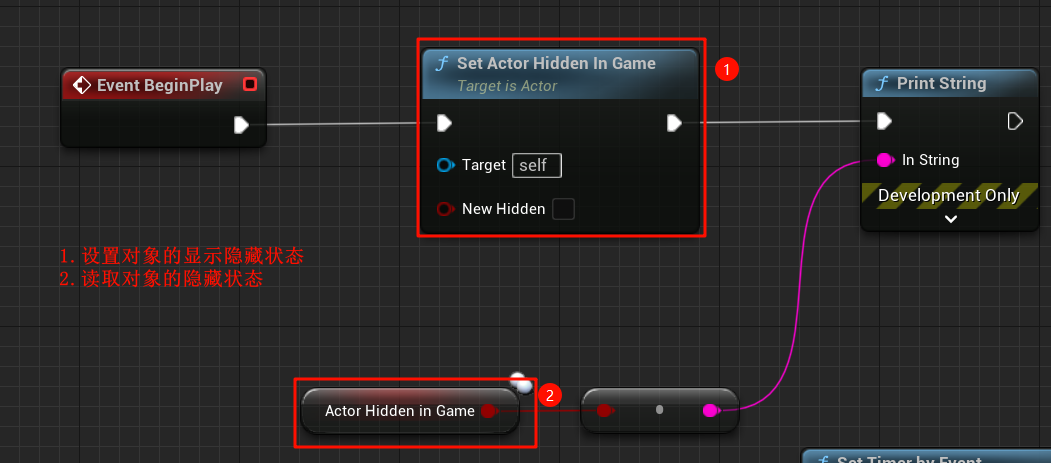 Event BeginPlay
Set Actor Hidden In Game
Target is Actor
Target self
New Hidden
1
Print String
In String
Development Only
1.设置对象的显示隐藏状态
2.读取对象的隐藏状态
Actor Hidden in Game
2
Set Timer by Event